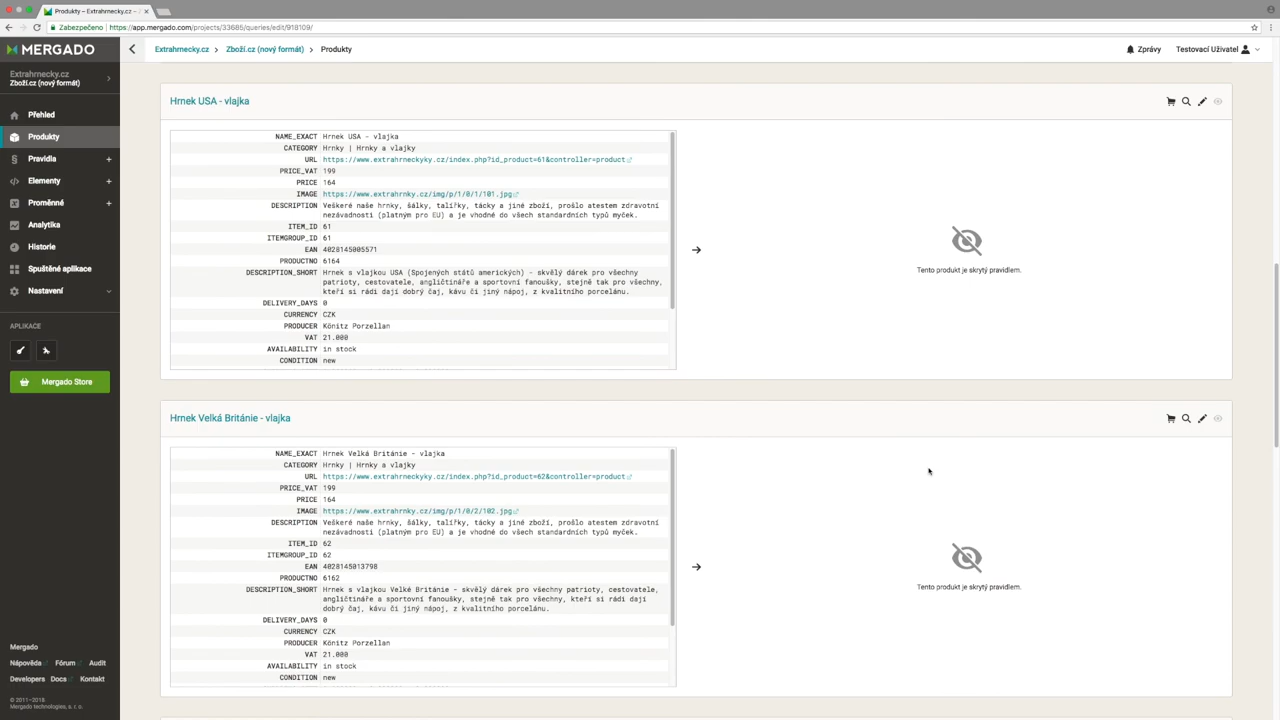 Produkty – Extrahrnecky.cz –
Zabezpečeno | https://app.mergado.com/projects/33685/queries/edit/918109/
MERGADO
Extrahrnecky.cz > Zboží.cz (nový formát) > Produkty
Zprávy
Testovací Uživatel
Extrahrnecky.cz
Zboží.cz (nový formát)
Přehled
Produkty
Pravidla +
Elementy +
Proměnné +
Analytika
Historie
Spuštěné aplikace
Nastavení
APLIKACE
Mergado Store
Mergado
Nápověda Fórum Audit
Developers Docs Kontakt
© 2011–2018
Mergado technologies, s. r. o.
Hrnek USA - vlajka
NAME_EXACT Hrnek USA - vlajka
CATEGORY Hrnky | Hrnky a vlajky
URL https://www.extrahrneckyky.cz/index.php?id_product=61&controller=product
PRICE_VAT 199
PRICE 164
IMAGE https://www.extrahrnky.cz/img/p/1/0/1/101.jpg
DESCRIPTION Veškeré naše hrnky, šálky, talířky, tácky a jiné zboží, prošlo atestem zdravotní
nezávadnosti (platným pro EU) a je vhodné do všech standardních typů myček.
ITEM_ID 61
ITEMGROUP_ID 61
EAN 4028145005571
PRODUCTNO 6164
DESCRIPTION_SHORT Hrnek s vlajkou USA (Spojených států amerických) - skvělý dárek pro všechny
patrioty, cestovatele, angličtináře a sportovní fanoušky, stejně tak pro všechny,
kteří si rádi dají dobrý čaj, kávu či jiný nápoj, z kvalitního porcelánu.
DELIVERY_DAYS 0
CURRENCY CZK
PRODUCER Könitz Porzellan
VAT 21.000
AVAILABILITY in stock
CONDITION new
Tento produkt je skrytý pravidlem.
Hrnek Velká Británie - vlajka
NAME_EXACT Hrnek Velká Británie - vlajka
CATEGORY Hrnky | Hrnky a vlajky
URL https://www.extrahrneckyky.cz/index.php?id_product=62&controller=product
PRICE_VAT 199
PRICE 164
IMAGE https://www.extrahrnky.cz/img/p/1/0/2/102.jpg
DESCRIPTION Veškeré naše hrnky, šálky, talířky, tácky a jiné zboží, prošlo atestem zdravotní
nezávadnosti (platným pro EU) a je vhodné do všech standardních typů myček.
ITEM_ID 62
ITEMGROUP_ID 62
EAN 4028145013798
PRODUCTNO 6162
DESCRIPTION_SHORT Hrnek s vlajkou Velké Británie - skvělý dárek pro všechny patrioty, cestovatele,
angličtináře a sportovní fanoušky, stejně tak pro všechny, kteří si rádi dají
dobrý čaj, kávu či jiný nápoj, z kvalitního porcelánu.
DELIVERY_DAYS 0
CURRENCY CZK
PRODUCER Könitz Porzellan
VAT 21.000
AVAILABILITY in stock
CONDITION new
Tento produkt je skrytý pravidlem.